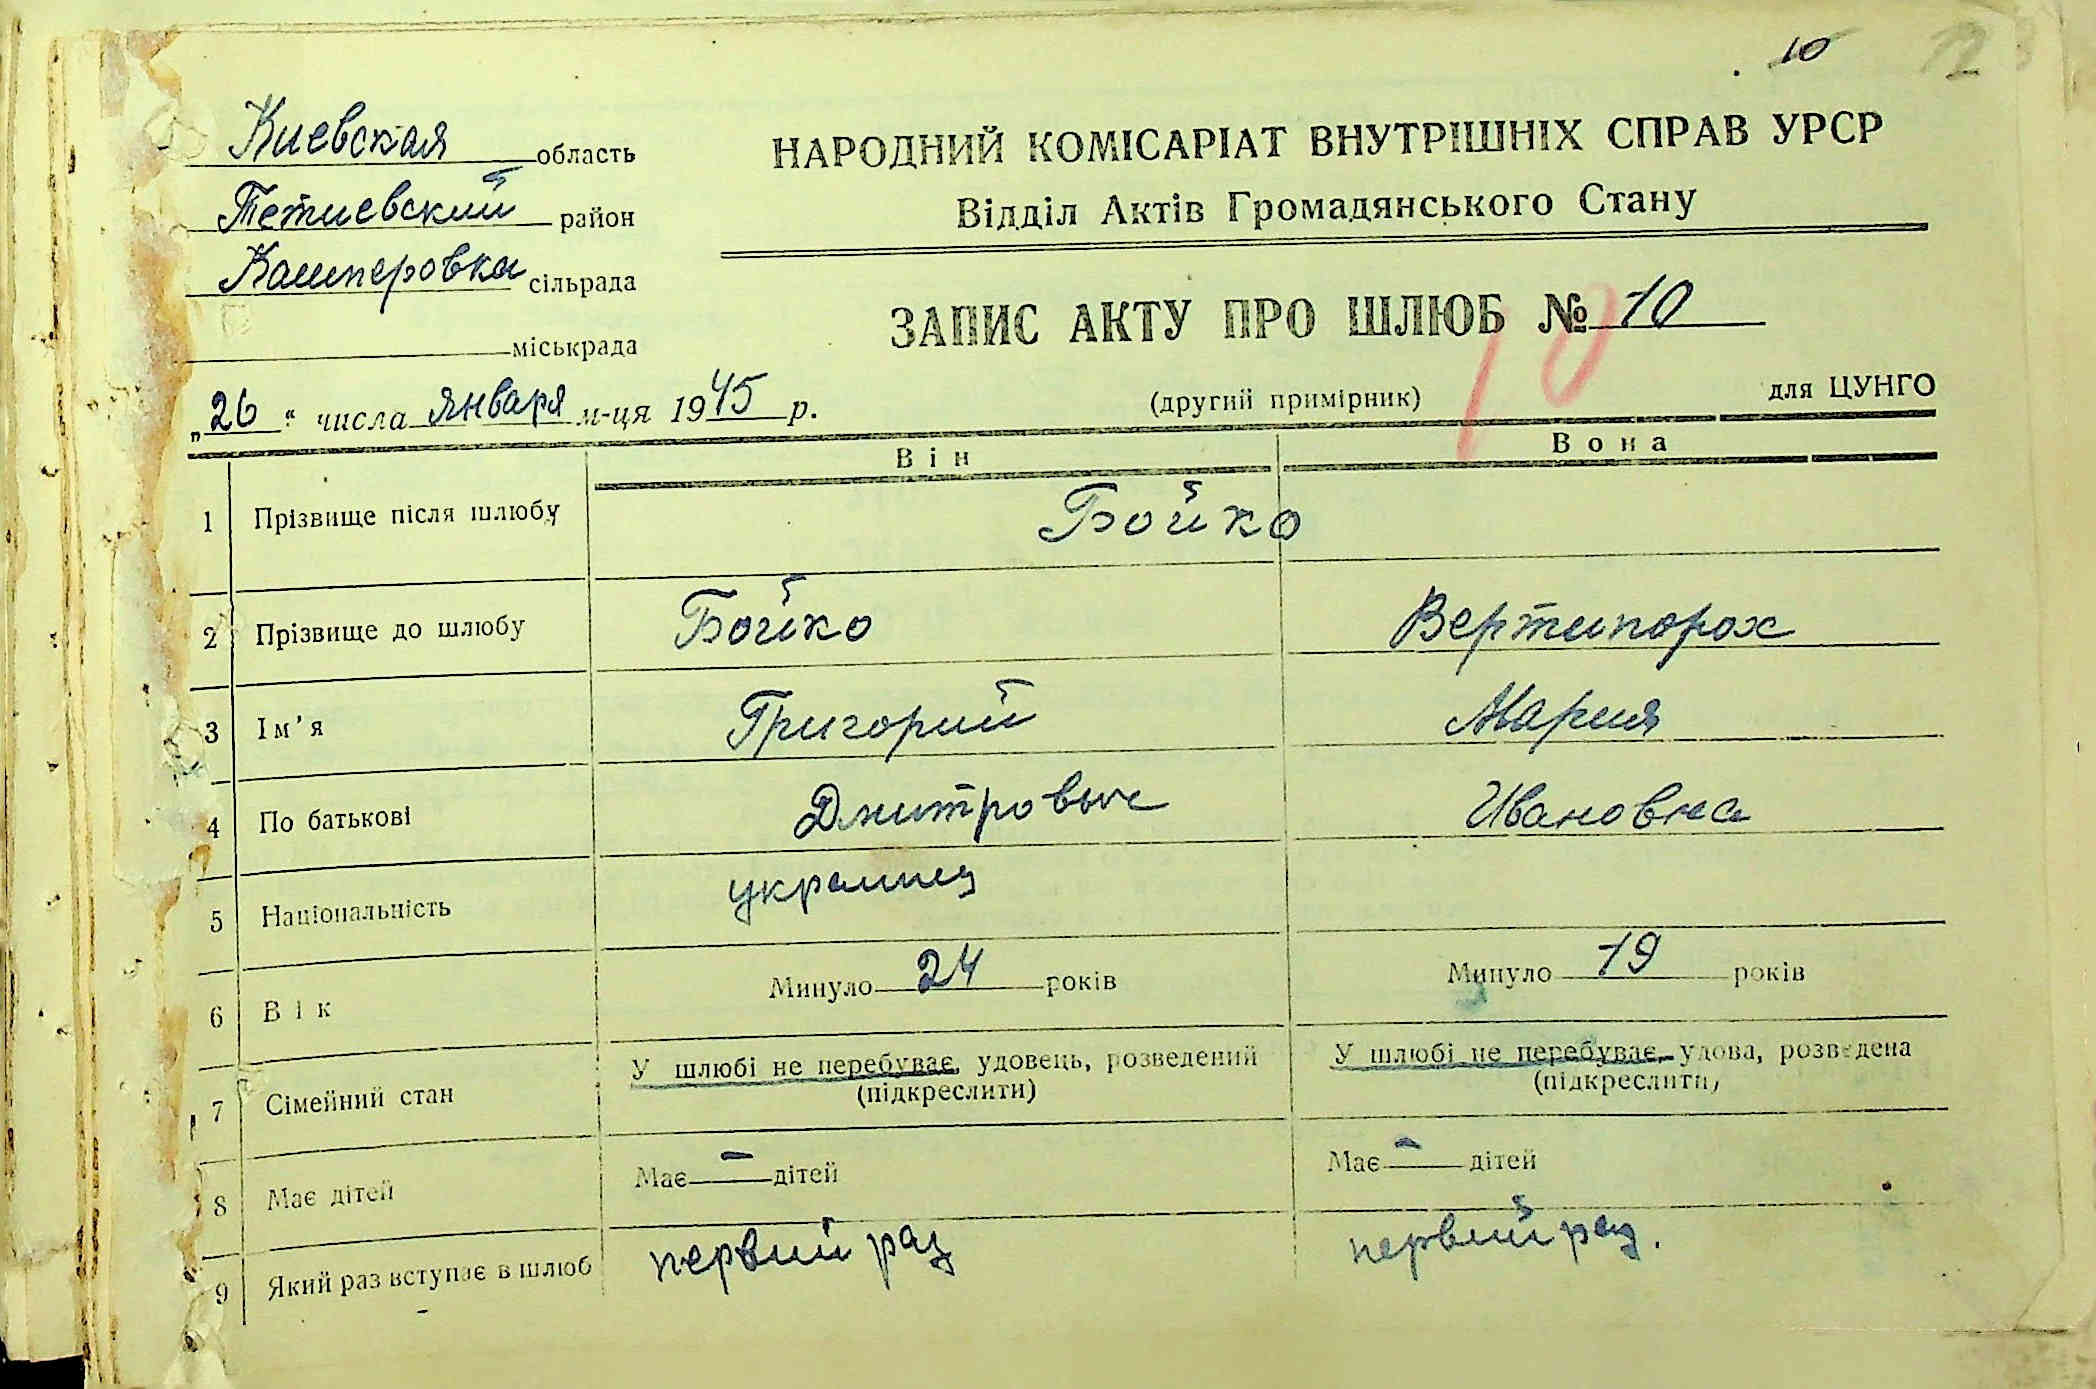 10
Киевская область
Тетиевский район
Кашперовка сільрада
міськрада
"26" числа января м-ця 1945 р.
НАРОДНИЙ КОМІСАРІАТ ВНУТРІШНІХ СПРАВ УРСР
Відділ Актів Громадянського Стану
ЗАПИС АКТУ ПРО ШЛЮБ № 10
10
(другий примірник)
для ЦУНГО
Він Вона
1 Прізвище після шлюбу Бойко
2 Прізвище до шлюбу Бойко Вертипорох
3 Ім'я Григорий Мария
4 По батькові Дмитрович Ивановна
5 Національність украинец
6 Вік Минуло 24 років Минуло 19 років
7 Сімейний стан У шлюбі не перебуває, удовець, розведений (підкреслити) У шлюбі не перебуває, удова, розведена (підкреслити)
8 Має дітей Має — дітей Має — дітей
9 Який раз вступає в шлюб первий раз первий раз.